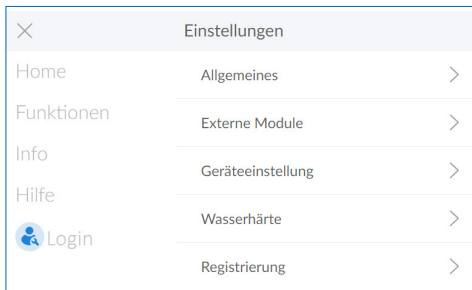 Einstellungen
Home
Funktionen
Info
Hilfe
Login
Allgemeines
Externe Module
Geräteeinstellung
Wasserhärte
Registrierung